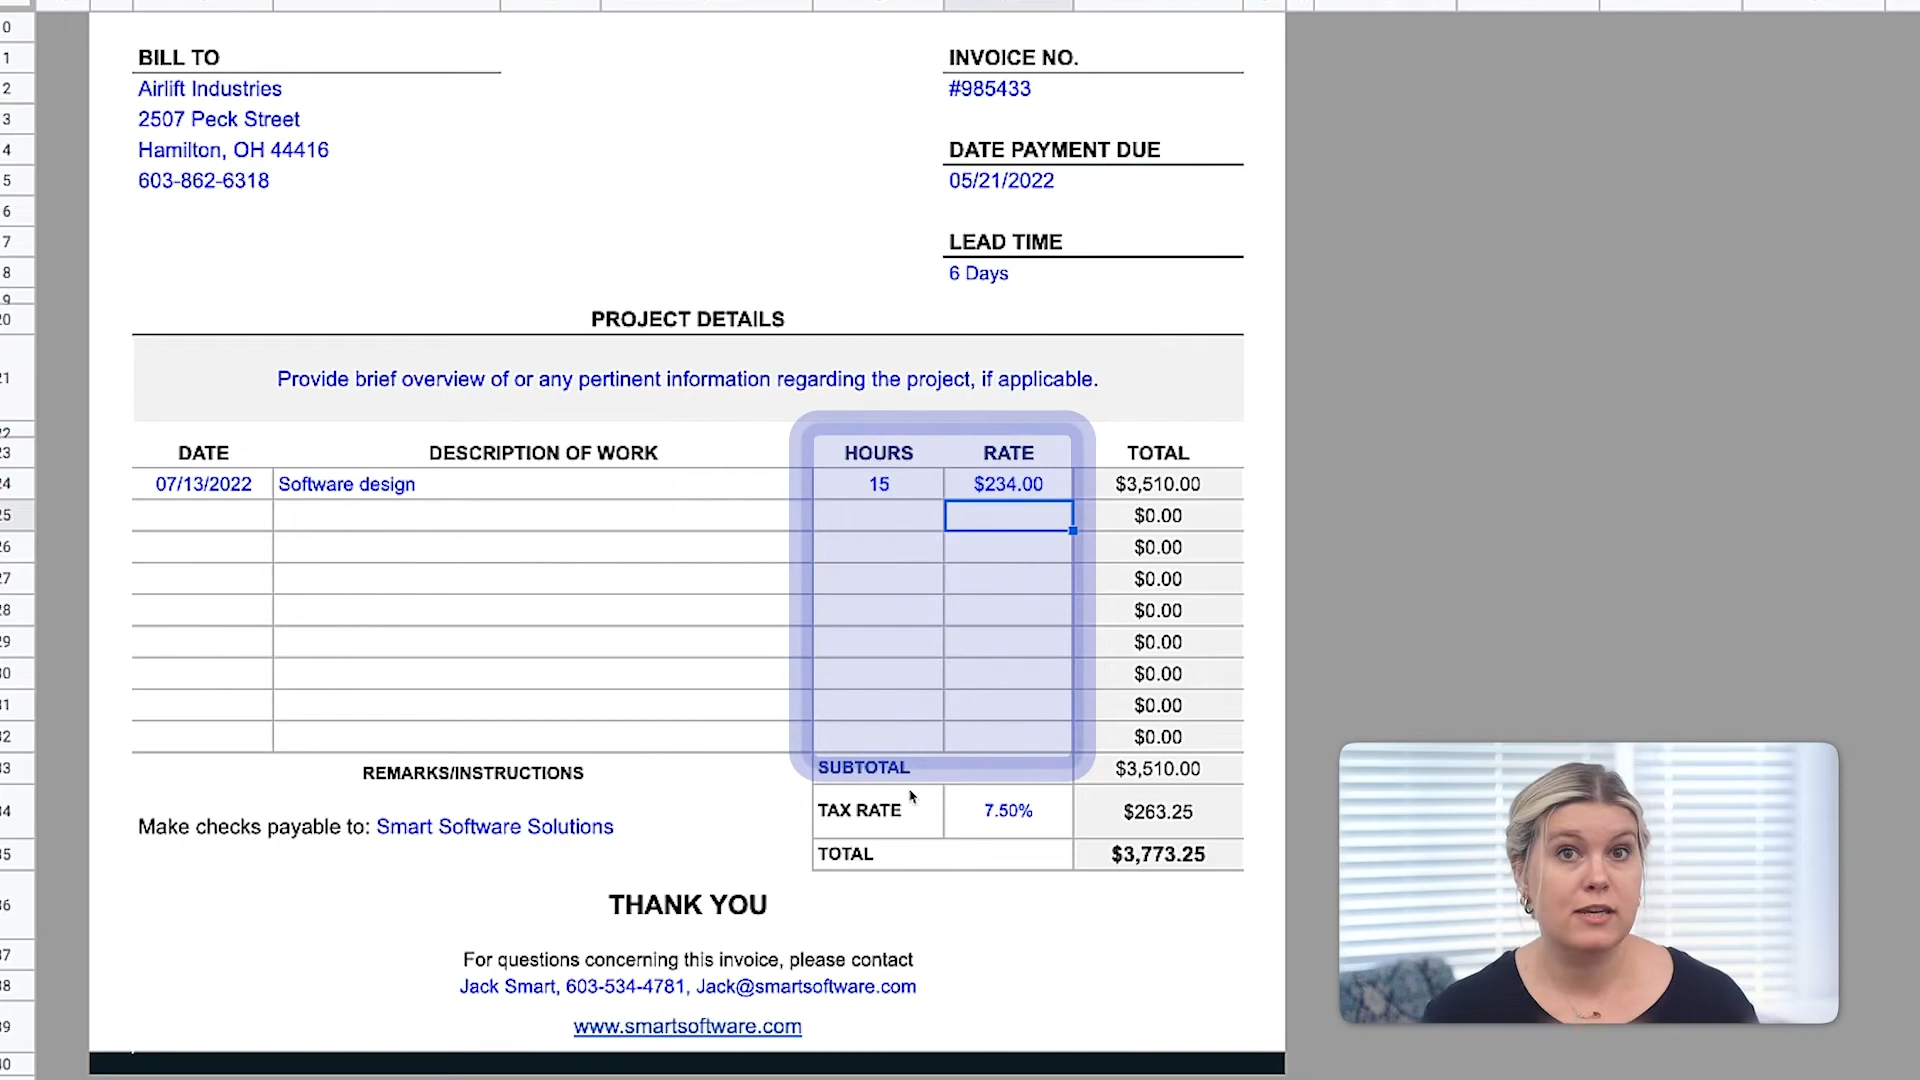 BILL TO
Airlift Industries
2507 Peck Street
Hamilton, OH 44416
603-862-6318
INVOICE NO.
#985433
DATE PAYMENT DUE
05/21/2022
LEAD TIME
6 Days
PROJECT DETAILS
Provide brief overview of or any pertinent information regarding the project, if applicable.
DATE DESCRIPTION OF WORK HOURS RATE TOTAL
07/13/2022 Software design 15 $234.00 $3,510.00
$0.00
$0.00
$0.00
$0.00
$0.00
$0.00
$0.00
$0.00
REMARKS/INSTRUCTIONS
Make checks payable to: Smart Software Solutions
SUBTOTAL $3,510.00
TAX RATE 7.50% $263.25
TOTAL $3,773.25
THANK YOU
For questions concerning this invoice, please contact
Jack Smart, 603-534-4781, Jack@smartsoftware.com
www.smartsoftware.com